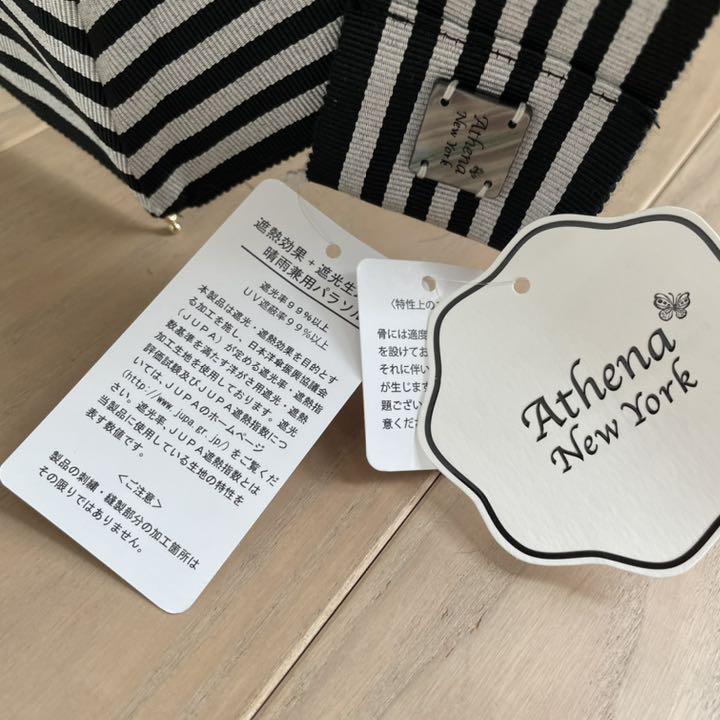 Athena
by
New York
遮熱効果+遮光生
晴雨兼用パラソル
遮光率99%以上
UV遮蔽率99%以上
本製品は遮光・遮熱効果を目的とす
る加工を施し、日本洋傘振興協議会
(JUPA)が定める遮光率・遮熱指
数基準を満たす洋がさ用遮光・遮熱
加工生地を使用しております。遮光
評価試験及びJUPA遮熱指数につ
いては、JUPAのホームページ
(http://www.jupa.gr.jp/)をご覧くだ
さい。遮光率、JUPA遮熱指数とは
当製品に使用している生地の特性を
表す数値です。
<ご注意>
製品の刺繍・縫製部分の加工箇所は
その限りではありません。
〈特性上の
骨には適度
を設けてお
それに伴い
が生じます
題ござい
意くださ
Athena
New York